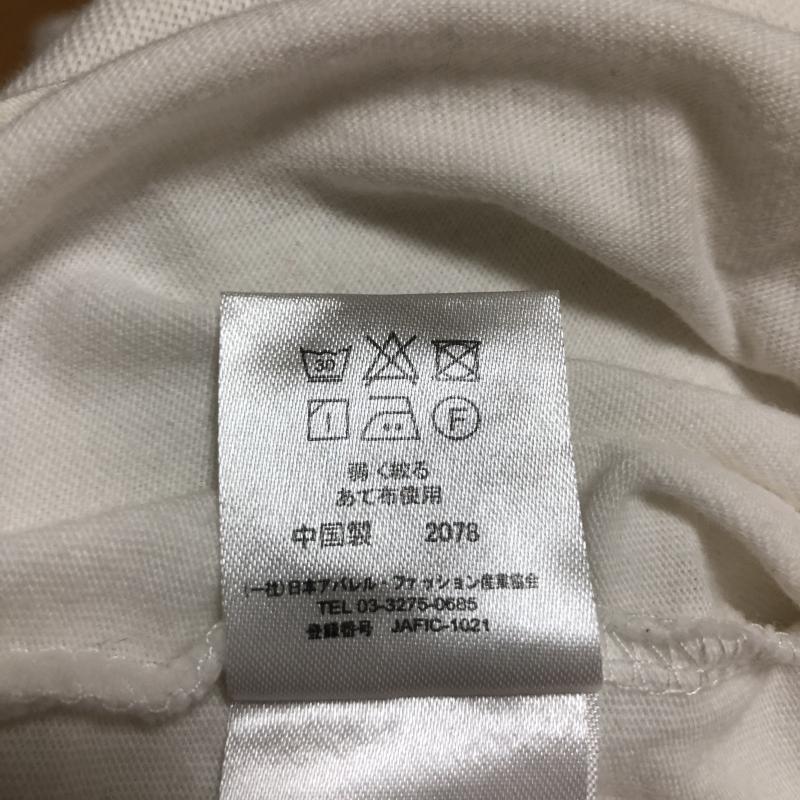 30
F
弱く絞る
あて布使用
中国製 2078
(一社)日本アパレル・ファッション産業協会
TEL 03-3275-0685
登録番号 JAFIC-1021